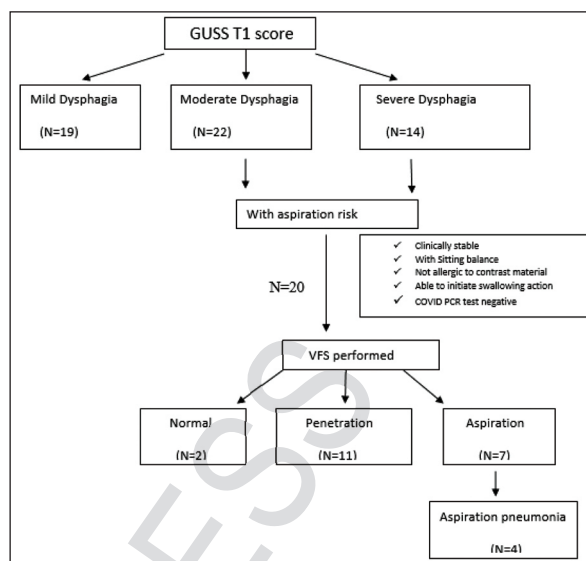 GUSS T1 score
Mild Dysphagia
(N=19)
Moderate Dysphagia
(N=22)
Severe Dysphagia
(N=14)
With aspiration risk
✓ Clinically stable
✓ With Sitting balance
✓ Not allergic to contrast material
✓ Able to initiate swallowing action
✓ COVID PCR test negative
N=20
VFS performed
Normal
(N=2)
Penetration
(N=11)
Aspiration
(N=7)
Aspiration pneumonia
(N=4)
ESS